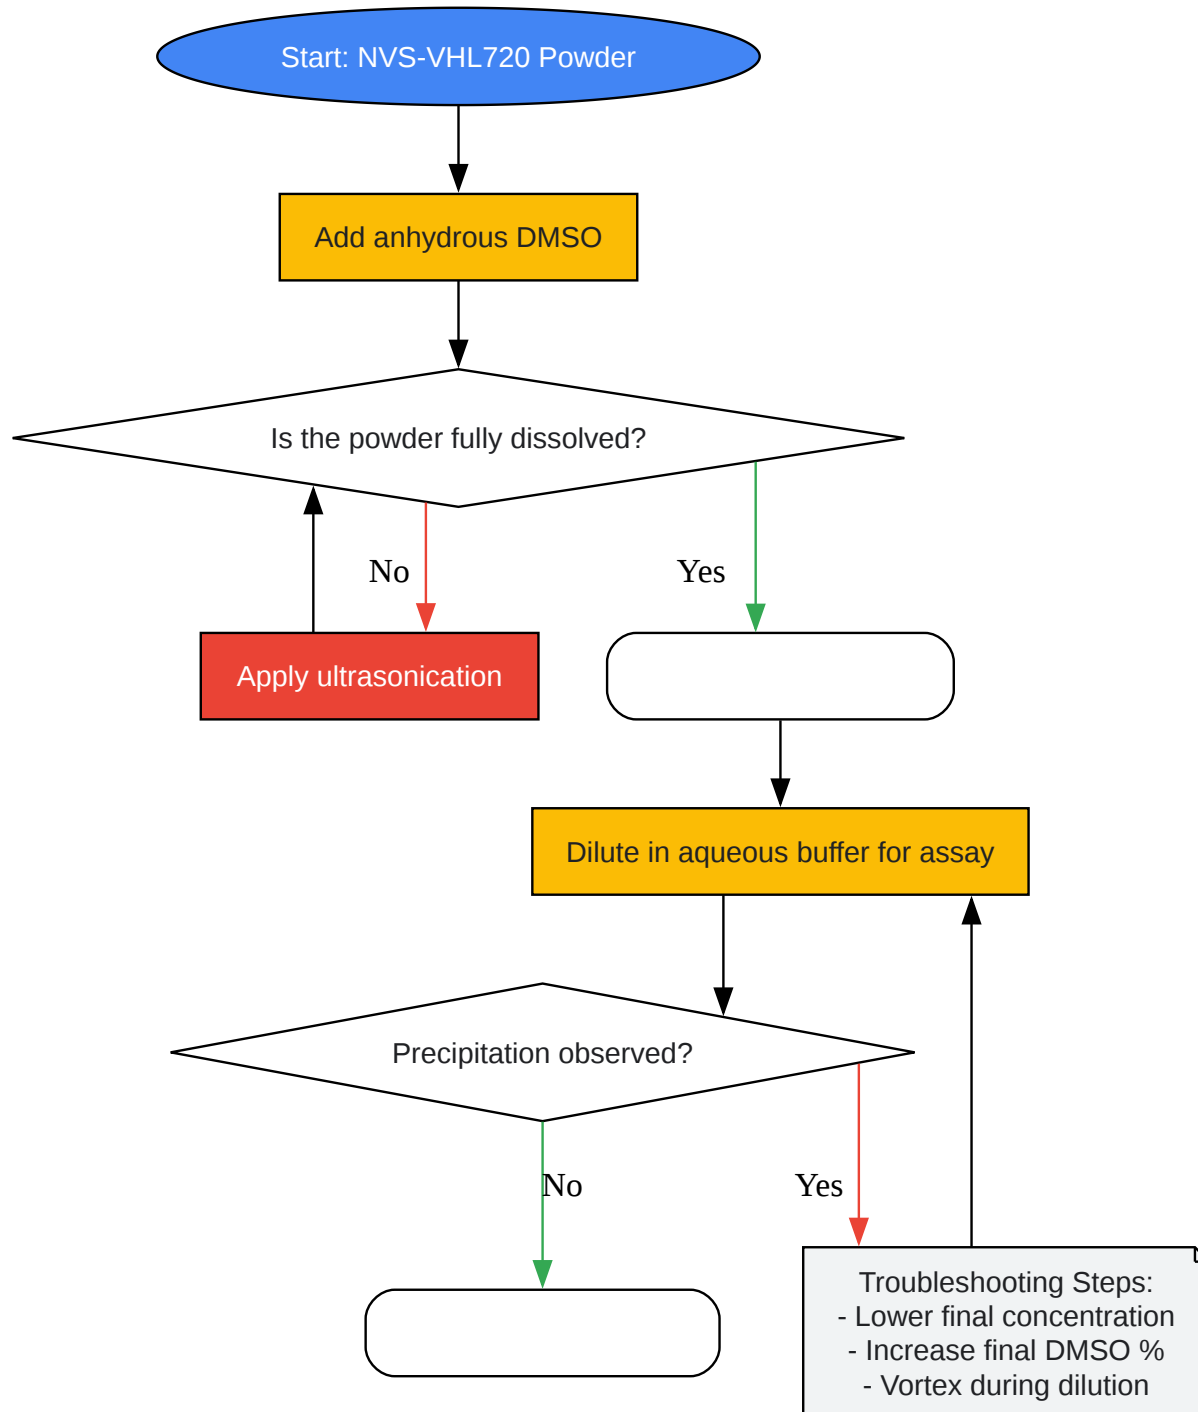 Start: NVS-VHL720 Powder
Add anhydrous DMSO
Is the powder fully dissolved?
No
Yes
Apply ultrasonication
Dilute in aqueous buffer for assay
Precipitation observed?
No
Yes
Troubleshooting Steps:
- Lower final concentration
- Increase final DMSO %
- Vortex during dilution